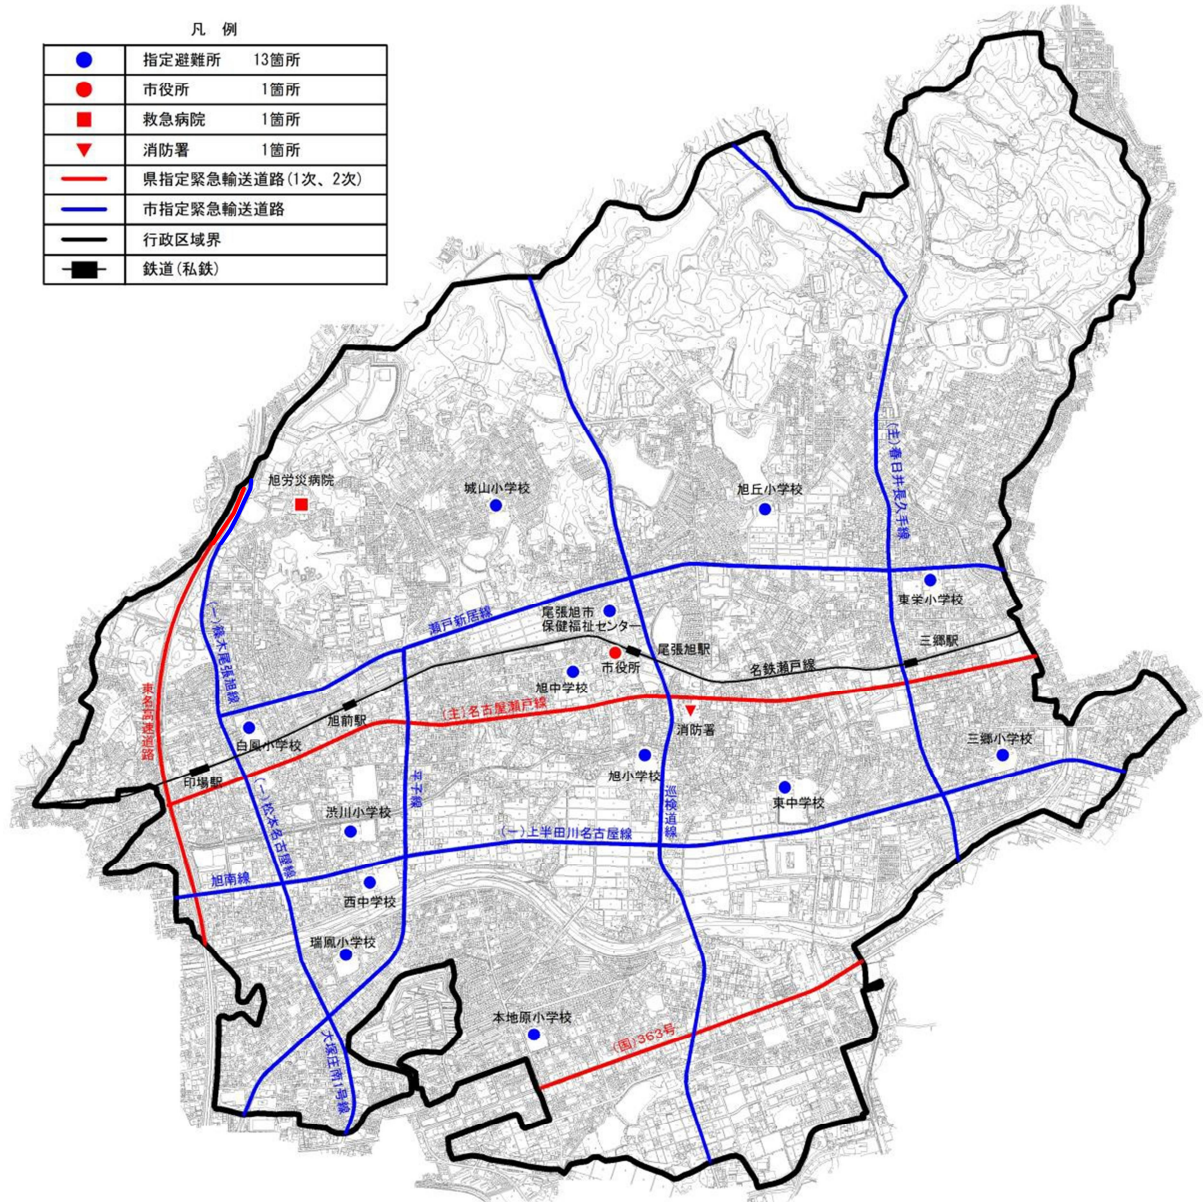 凡 例
指定避難所 13箇所
市役所 1箇所
救急病院 1箇所
消防署 1箇所
県指定緊急輸送道路(1次、2次)
市指定緊急輸送道路
行政区域界
鉄道(私鉄)
旭労災病院
城山小学校
旭丘小学校
(主)春日井長久手線
東栄小学校
瀬戸新居線
尾張旭市
保健福祉センター
三郷駅
尾張旭駅
市役所
名鉄瀬戸線
(一)篠木尾張旭線
東名高速道路
旭中学校
(主)名古屋瀬戸線
旭前駅
消防署
白鳳小学校
三郷小学校
印場駅
旭小学校
平子線
東中学校
巡検道線
(一)松本名古屋線
渋川小学校
(一)上半田川名古屋線
旭南線
西中学校
瑞鳳小学校
本地原小学校
(国)363号
大塚庄南1号線